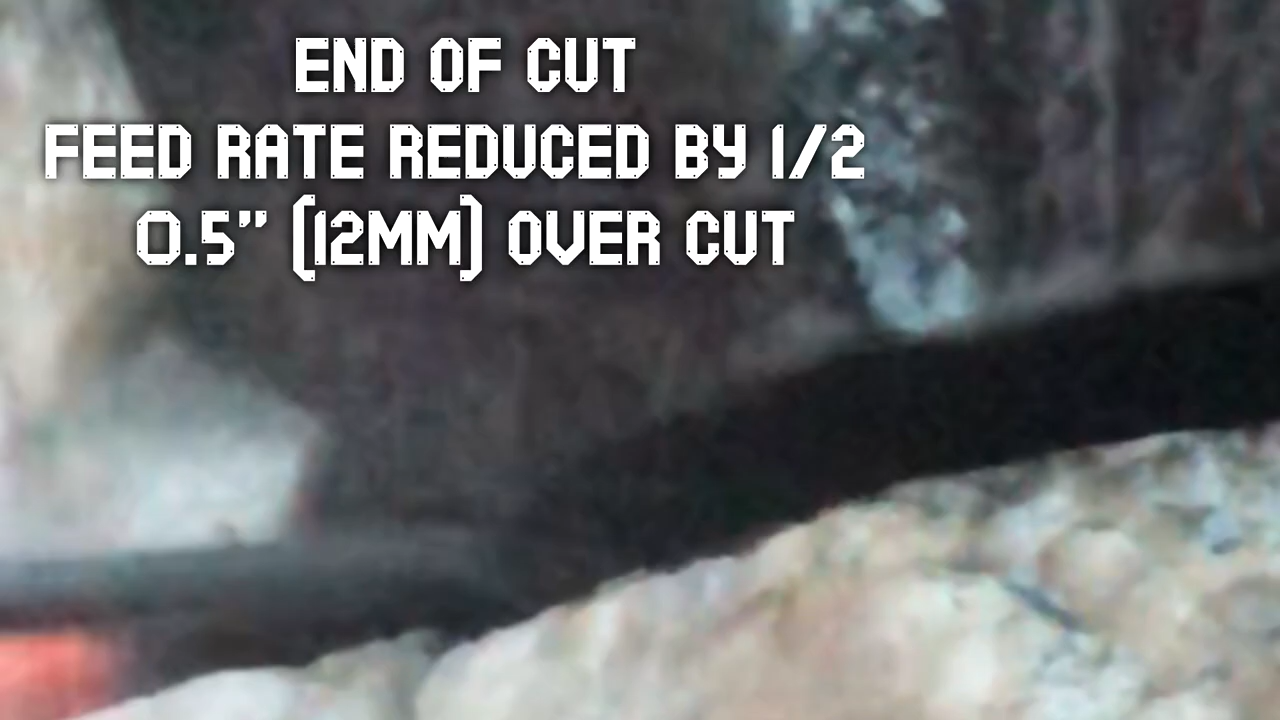 END OF CUT
FEED RATE REDUCED BY 1/2
0.5" (12MM) OVER CUT